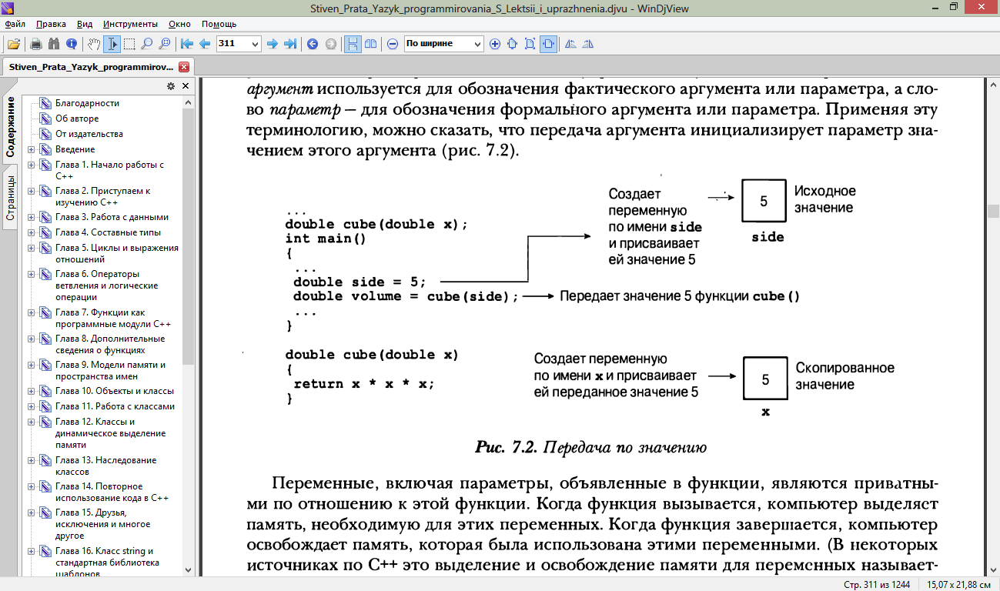 Stiven_Prata_Yazyk_programmirovania_S_Lektsii_i_uprazhnenia.djvu - WinDjView
Файл Правка Вид Инструменты Окно Помощь
311 По ширине
Stiven_Prata_Yazyk_programmirov...
Содержание
Страницы
Благодарности
Об авторе
От издательства
Введение
Глава 1. Начало работы с
C++
Глава 2. Приступаем к
изучению C++
Глава 3. Работа с данными
Глава 4. Составные типы
Глава 5. Циклы и выражения
отношений
Глава 6. Операторы
ветвления и логические
операции
Глава 7. Функции как
программные модули C++
Глава 8. Дополнительные
сведения о функциях
Глава 9. Модели памяти и
пространства имен
Глава 10. Объекты и классы
Глава 11. Работа с классами
Глава 12. Классы и
динамическое выделение
памяти
Глава 13. Наследование
классов
Глава 14. Повторное
использование кода в C++
Глава 15. Друзья,
исключения и многое
другое
Глава 16. Класс string и
стандартная библиотека
шаблонов
аргумент используется для обозначения фактического аргумента или параметра, а сло-
во параметр — для обозначения формального аргумента или параметра. Применяя эту
терминологию, можно сказать, что передача аргумента инициализирует параметр зна-
чением этого аргумента (рис. 7.2).
...
double cube(double x);
int main()
{
...
double side = 5;
double volume = cube(side);
...
}
Создает
переменную
по имени side
и присваивает
ей значение 5
5
side
Исходное
значение
Передает значение 5 функции cube()
double cube(double x)
{
return x * x * x;
}
Создает переменную
по имени x и присваивает
ей переданное значение 5
5
x
Скопированное
значение
Рис. 7.2. Передача по значению
Переменные, включая параметры, объявленные в функции, являются приватны-
ми по отношению к этой функции. Когда функция вызывается, компьютер выделяет
память, необходимую для этих переменных. Когда функция завершается, компьютер
освобождает память, которая была использована этими переменными. (В некоторых
источниках по C++ это выделение и освобождение памяти для переменных называет-
Стр. 311 из 1244 15,07 x 21,88 см